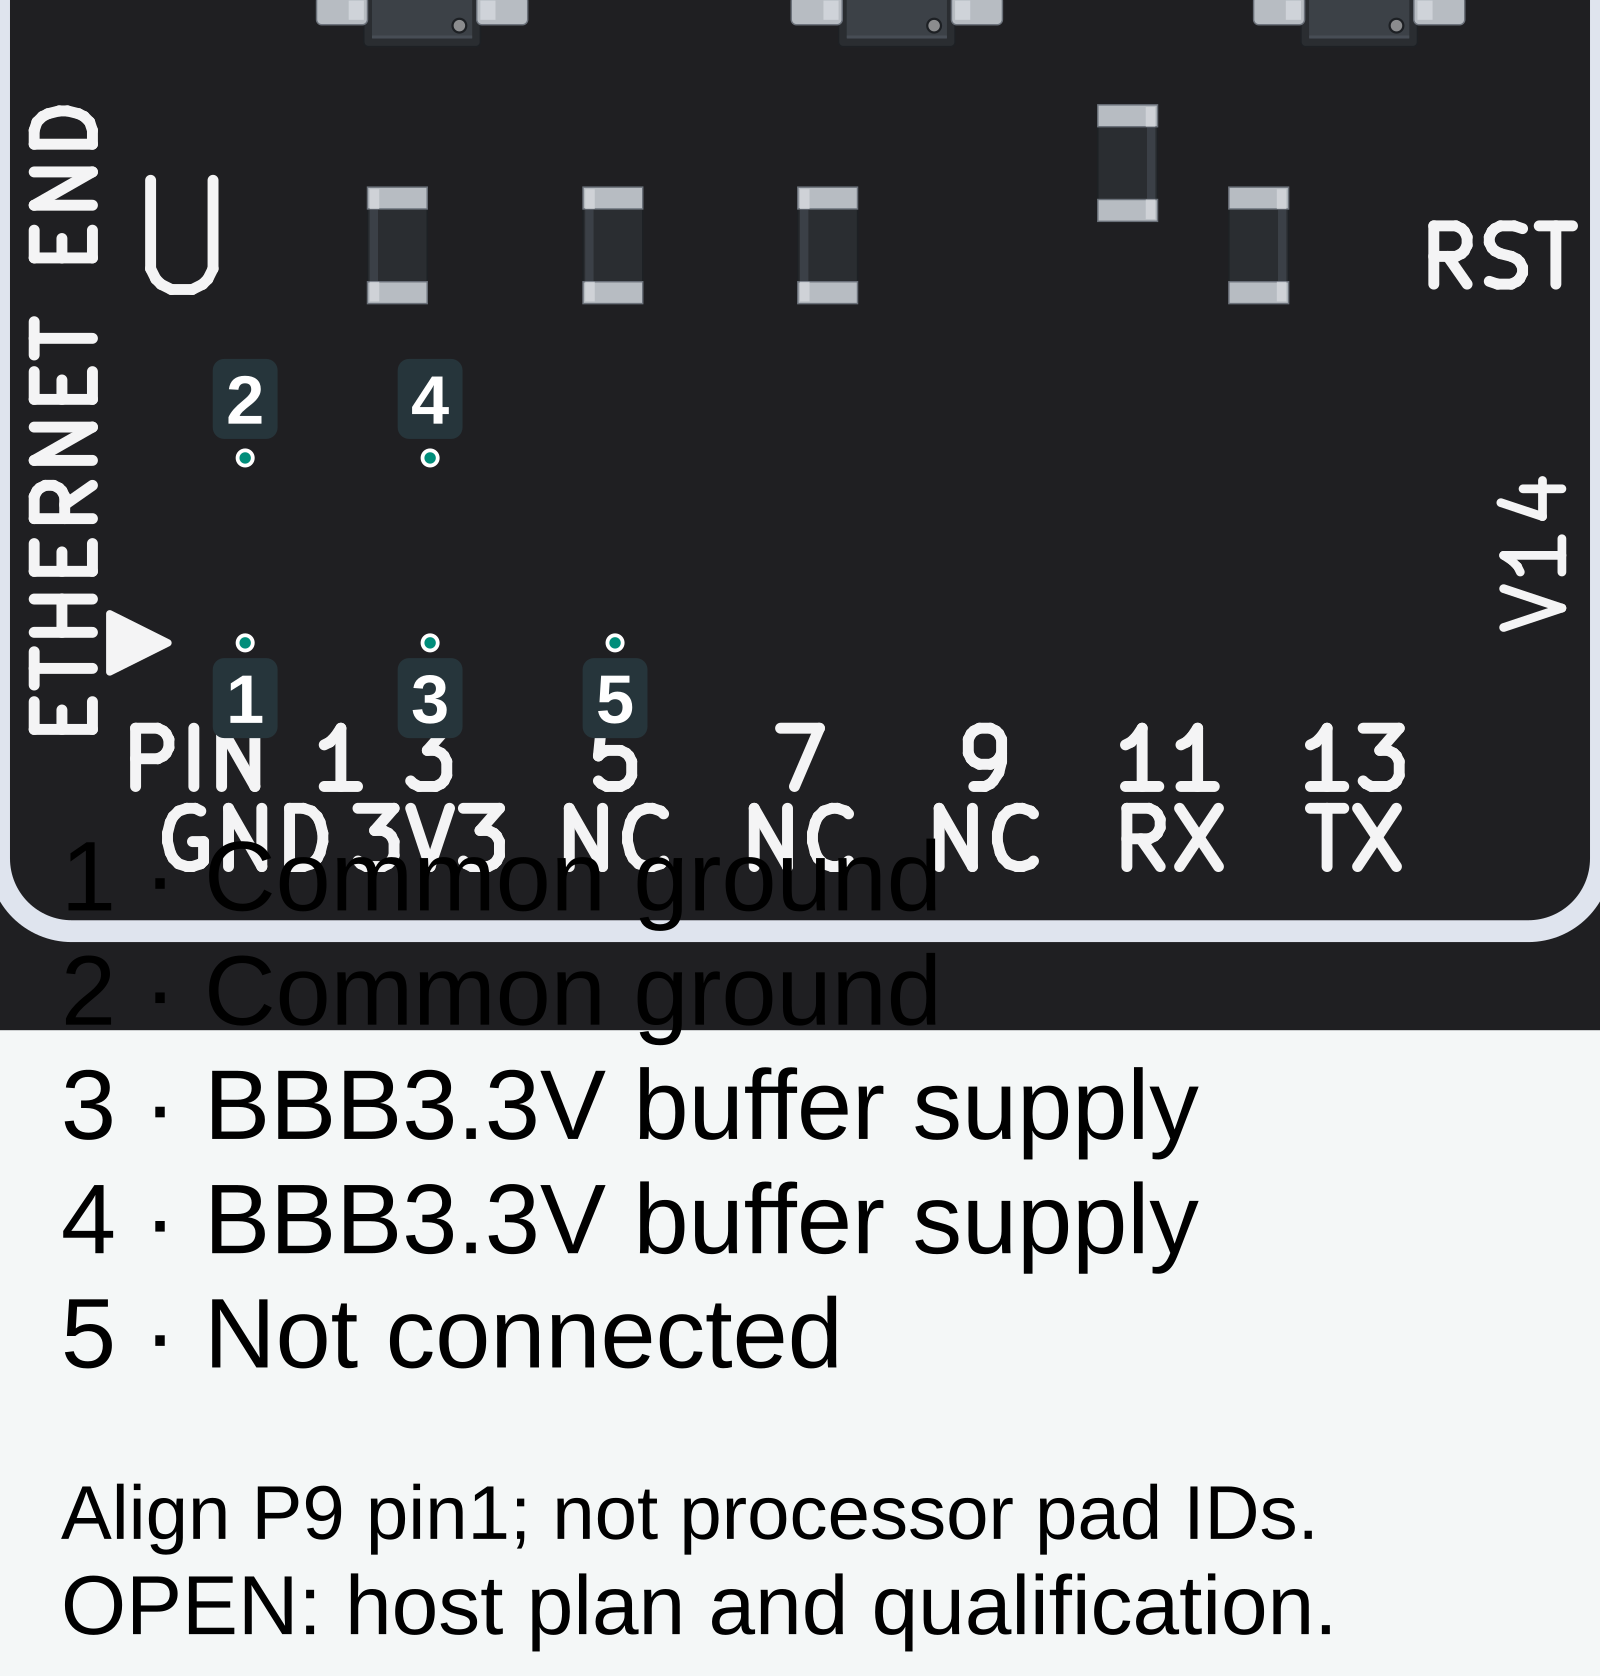 ETHERNET END
U
RST
2 4
V14
1 3 5
PIN 1 3 5 7 9 11 13
GND 3V3 NC NC NC RX TX
1 · Common ground
2 · Common ground
3 · BBB3.3V buffer supply
4 · BBB3.3V buffer supply
5 · Not connected
Align P9 pin1; not processor pad IDs.
OPEN: host plan and qualification.